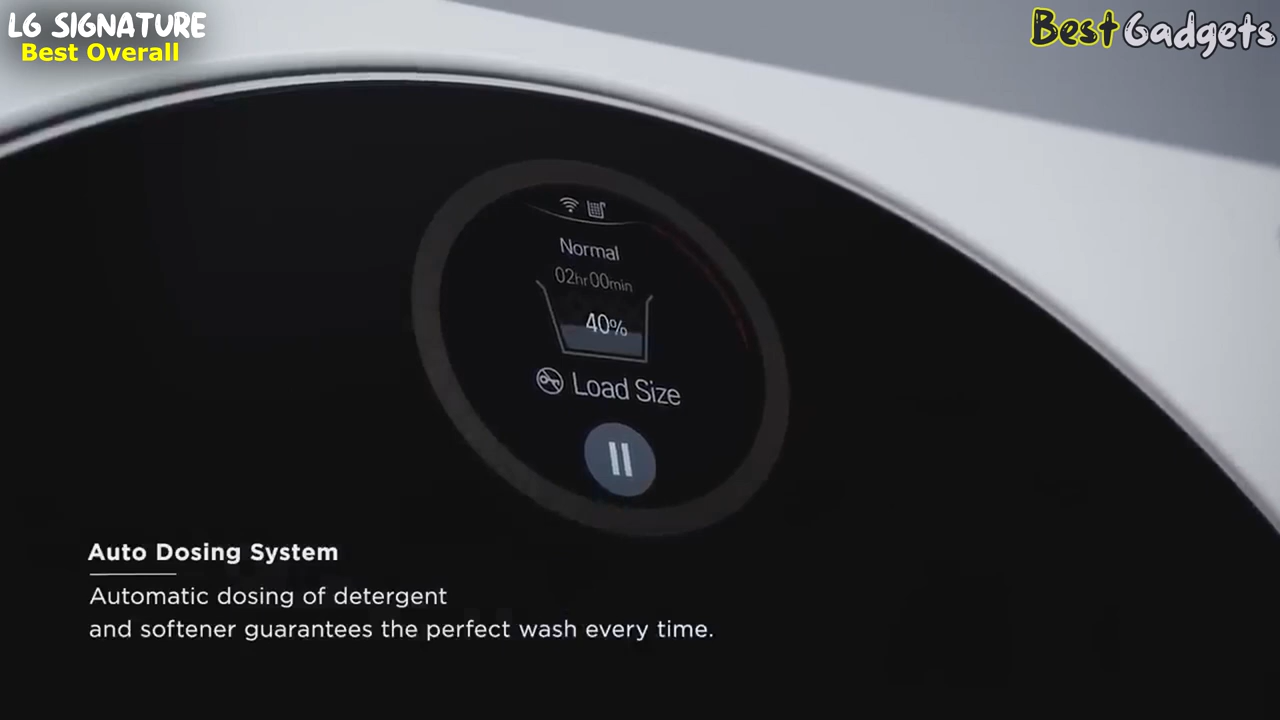 LG SIGNATURE
Best Overall
Best Gadgets
Normal
02hr00min
40%
Load Size
Auto Dosing System
Automatic dosing of detergent
and softener guarantees the perfect wash every time.